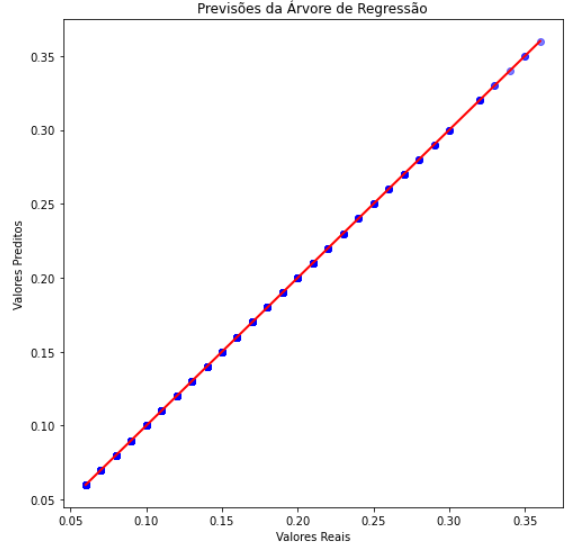 Previsões da Árvore de Regressão
Valores Preditos
0.35
0.30
0.25
0.20
0.15
0.10
0.05
0.05 0.10 0.15 0.20 0.25 0.30 0.35
Valores Reais